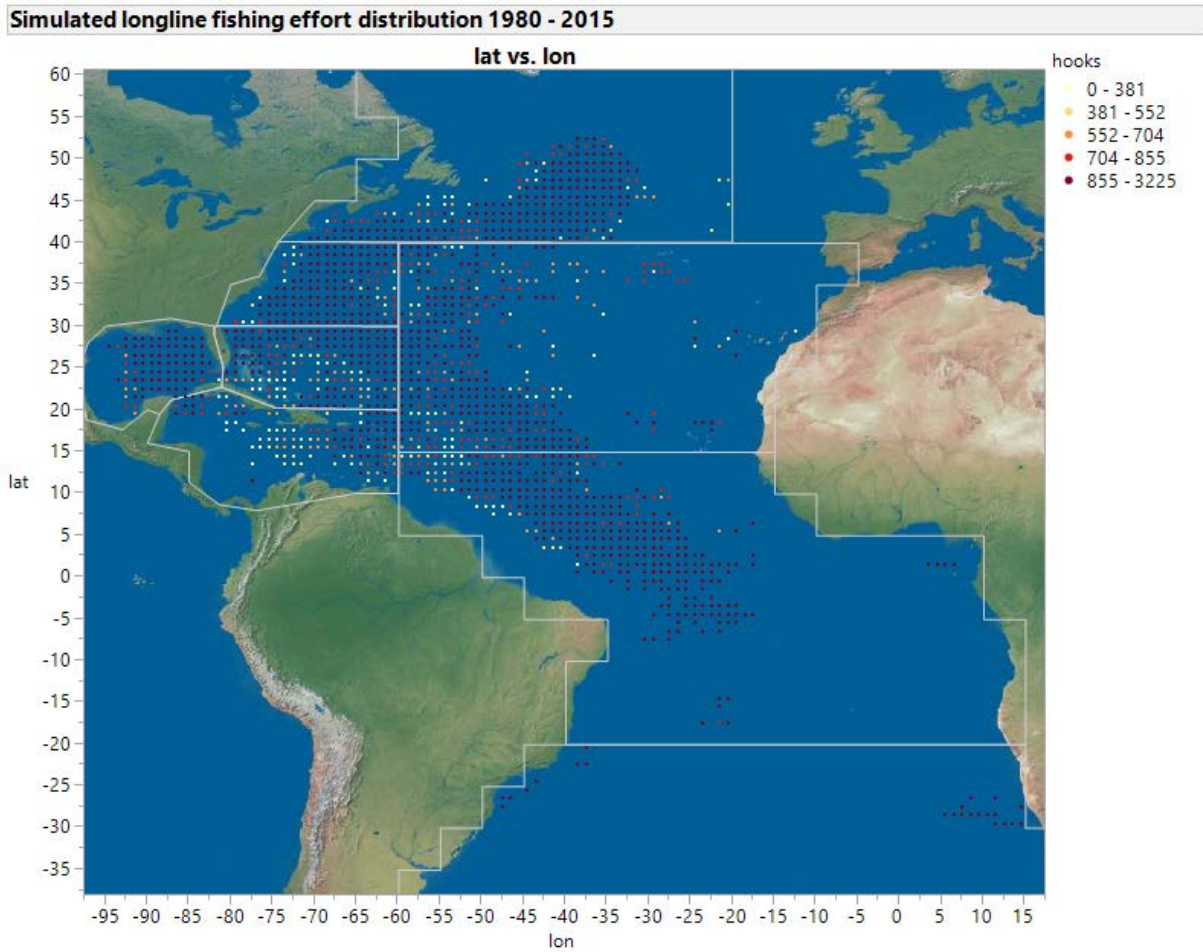 Simulated longline fishing effort distribution 1980 - 2015
lat vs. lon
hooks
0 - 381
381 - 552
552 - 704
704 - 855
855 - 3225
60
55
50
45
40
35
30
25
20
15
10
5
0
-5
-10
-15
-20
-25
-30
-35
lat
-95 -90 -85 -80 -75 -70 -65 -60 -55 -50 -45 -40 -35 -30 -25 -20 -15 -10 -5 0 5 10 15
lon